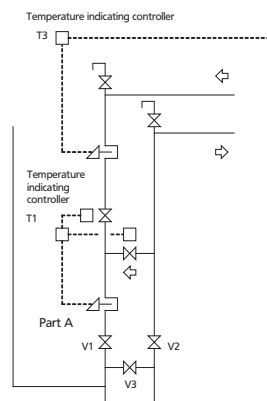 Temperature indicating controller
T3
Temperature
indicating
controller
T1
Part A
V1
V2
V3